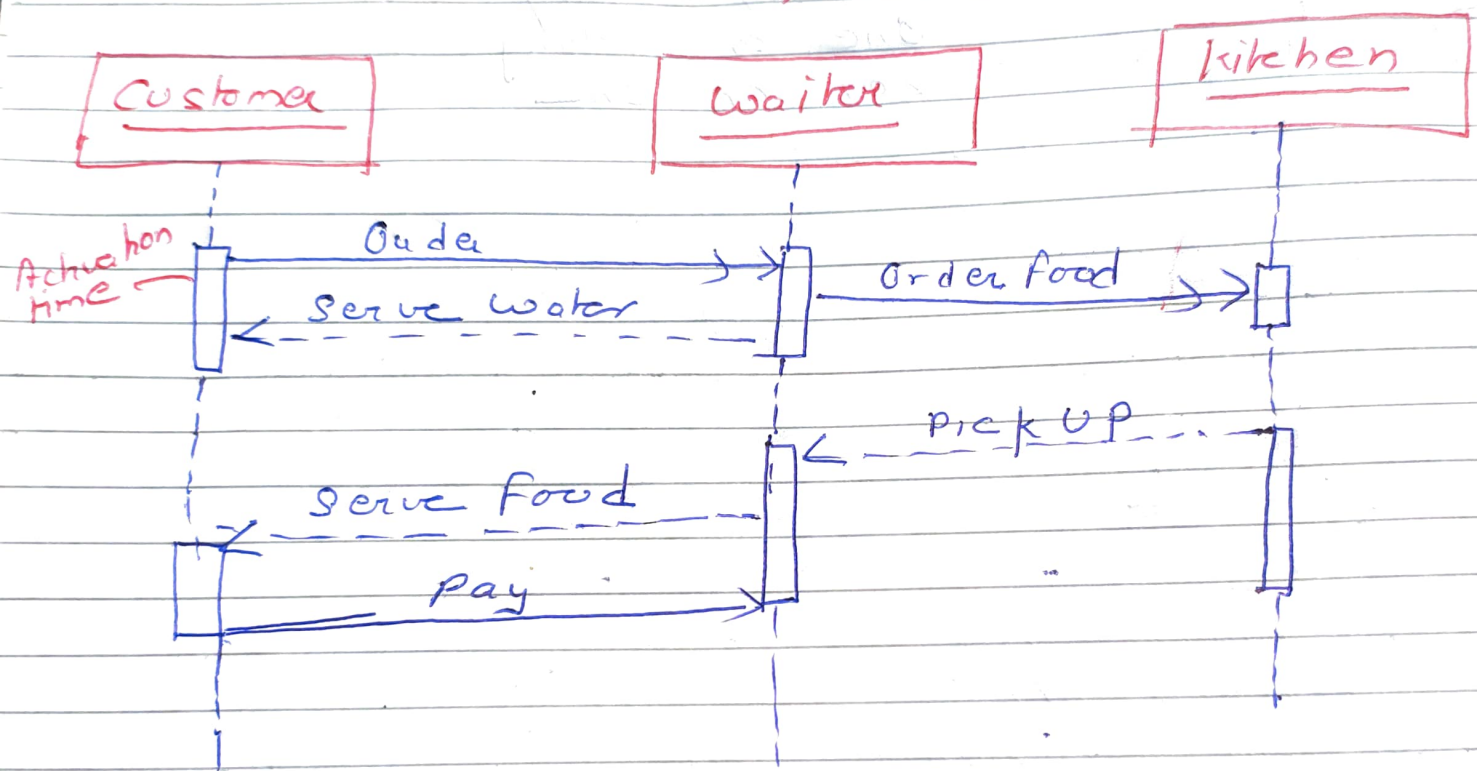 Customer
waiter
kitchen
Activation
time
Order
Order food
Serve water
Pick UP
Serve food
Pay